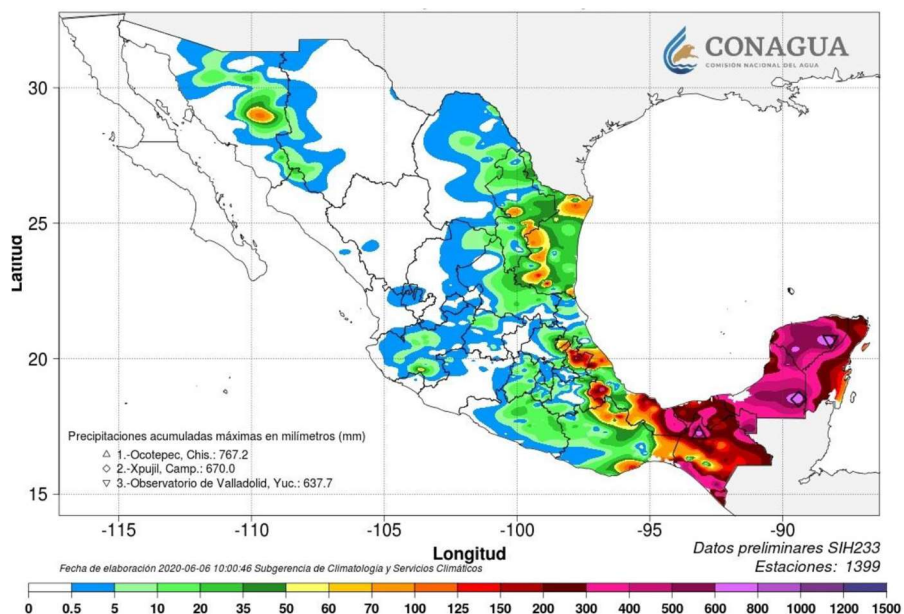 CONAGUA
COMISIÓN NACIONAL DEL AGUA
30
25
20
15
Latitud
Precipitaciones acumuladas máximas en milímetros (mm)
1.-Ocotepec, Chis.: 767.2
2.-Xpujil, Camp.: 670.0
3.-Observatorio de Valladolid, Yuc.: 637.7
-115 -110 -105 -100 -95 -90
Longitud
Datos preliminares SIH233
Estaciones: 1399
Fecha de elaboración 2020-06-06 10:00:46 Subgerencia de Climatología y Servicios Climáticos
0 0.5 5 10 20 35 50 60 70 100 125 150 200 300 400 500 600 800 1000 1200 1500